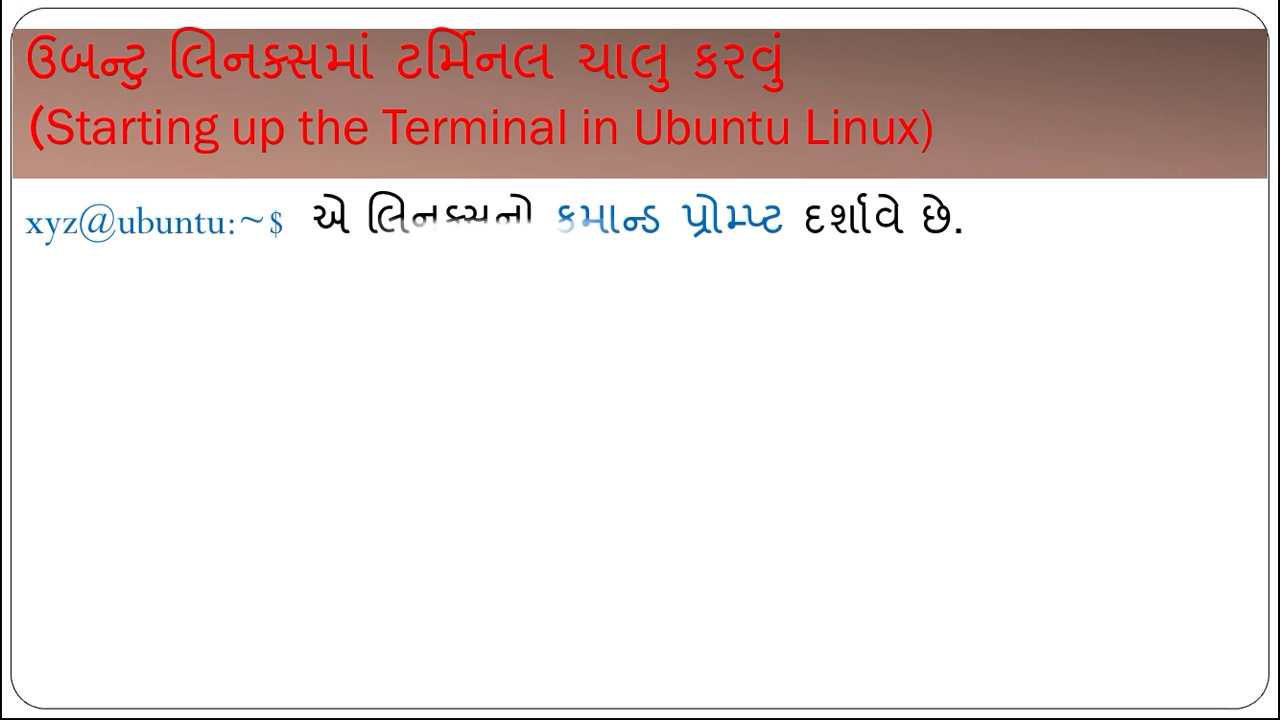 ઉબન્ટુ લિનક્સમાં ટર્મિનલ ચાલુ કરવું
(Starting up the Terminal in Ubuntu Linux)
xyz@ubuntu:~$ એ લિનક્સનો કમાન્ડ પ્રોમ્પ્ટ દર્શાવે છે.